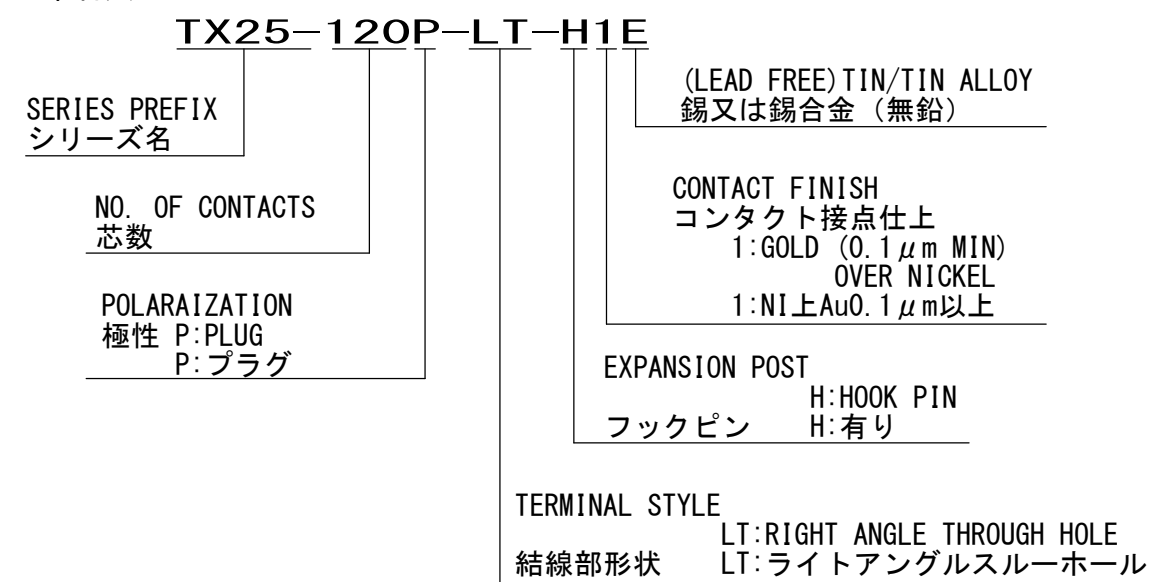 TX25-120P-LT-H1E
(LEAD FREE)TIN/TIN ALLOY
錫又は錫合金（無鉛）
SERIES PREFIX
シリーズ名
CONTACT FINISH
コンタクト接点仕上
1:GOLD (0.1μm MIN)
OVER NICKEL
1:NI上Au0.1μm以上
NO. OF CONTACTS
芯数
POLARAIZATION
極性 P:PLUG
P:プラグ
EXPANSION POST
H:HOOK PIN
フックピン H:有り
TERMINAL STYLE
LT:RIGHT ANGLE THROUGH HOLE
結線部形状 LT:ライトアングルスルーホール